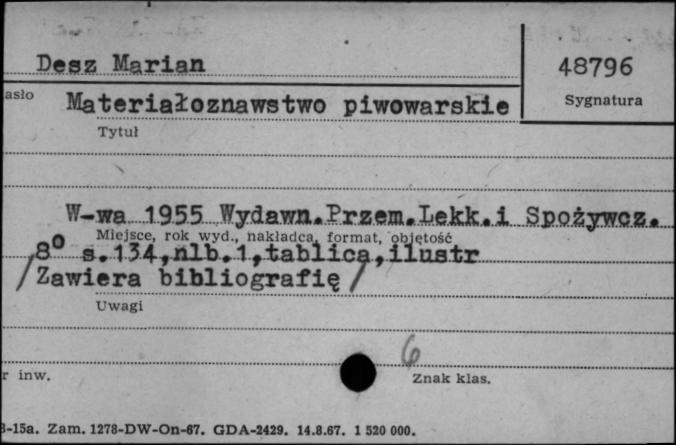 Desz Marian
48796
asło
Materiałoznawstwo piwowarskie
Sygnatura
Tytuł
W-wa 1955 Wydawn.Przem.Lekk.i Spożywcz.
Miejsce, rok wyd., nakładca, format, objętość
8° s.134,nlb.1,tablica,ilustr
/Zawiera bibliografię/
Uwagi
6
r inw.
Znak klas.
3-15a. Zam. 1278-DW-On-67. GDA-2429. 14.8.67. 1 520 000.